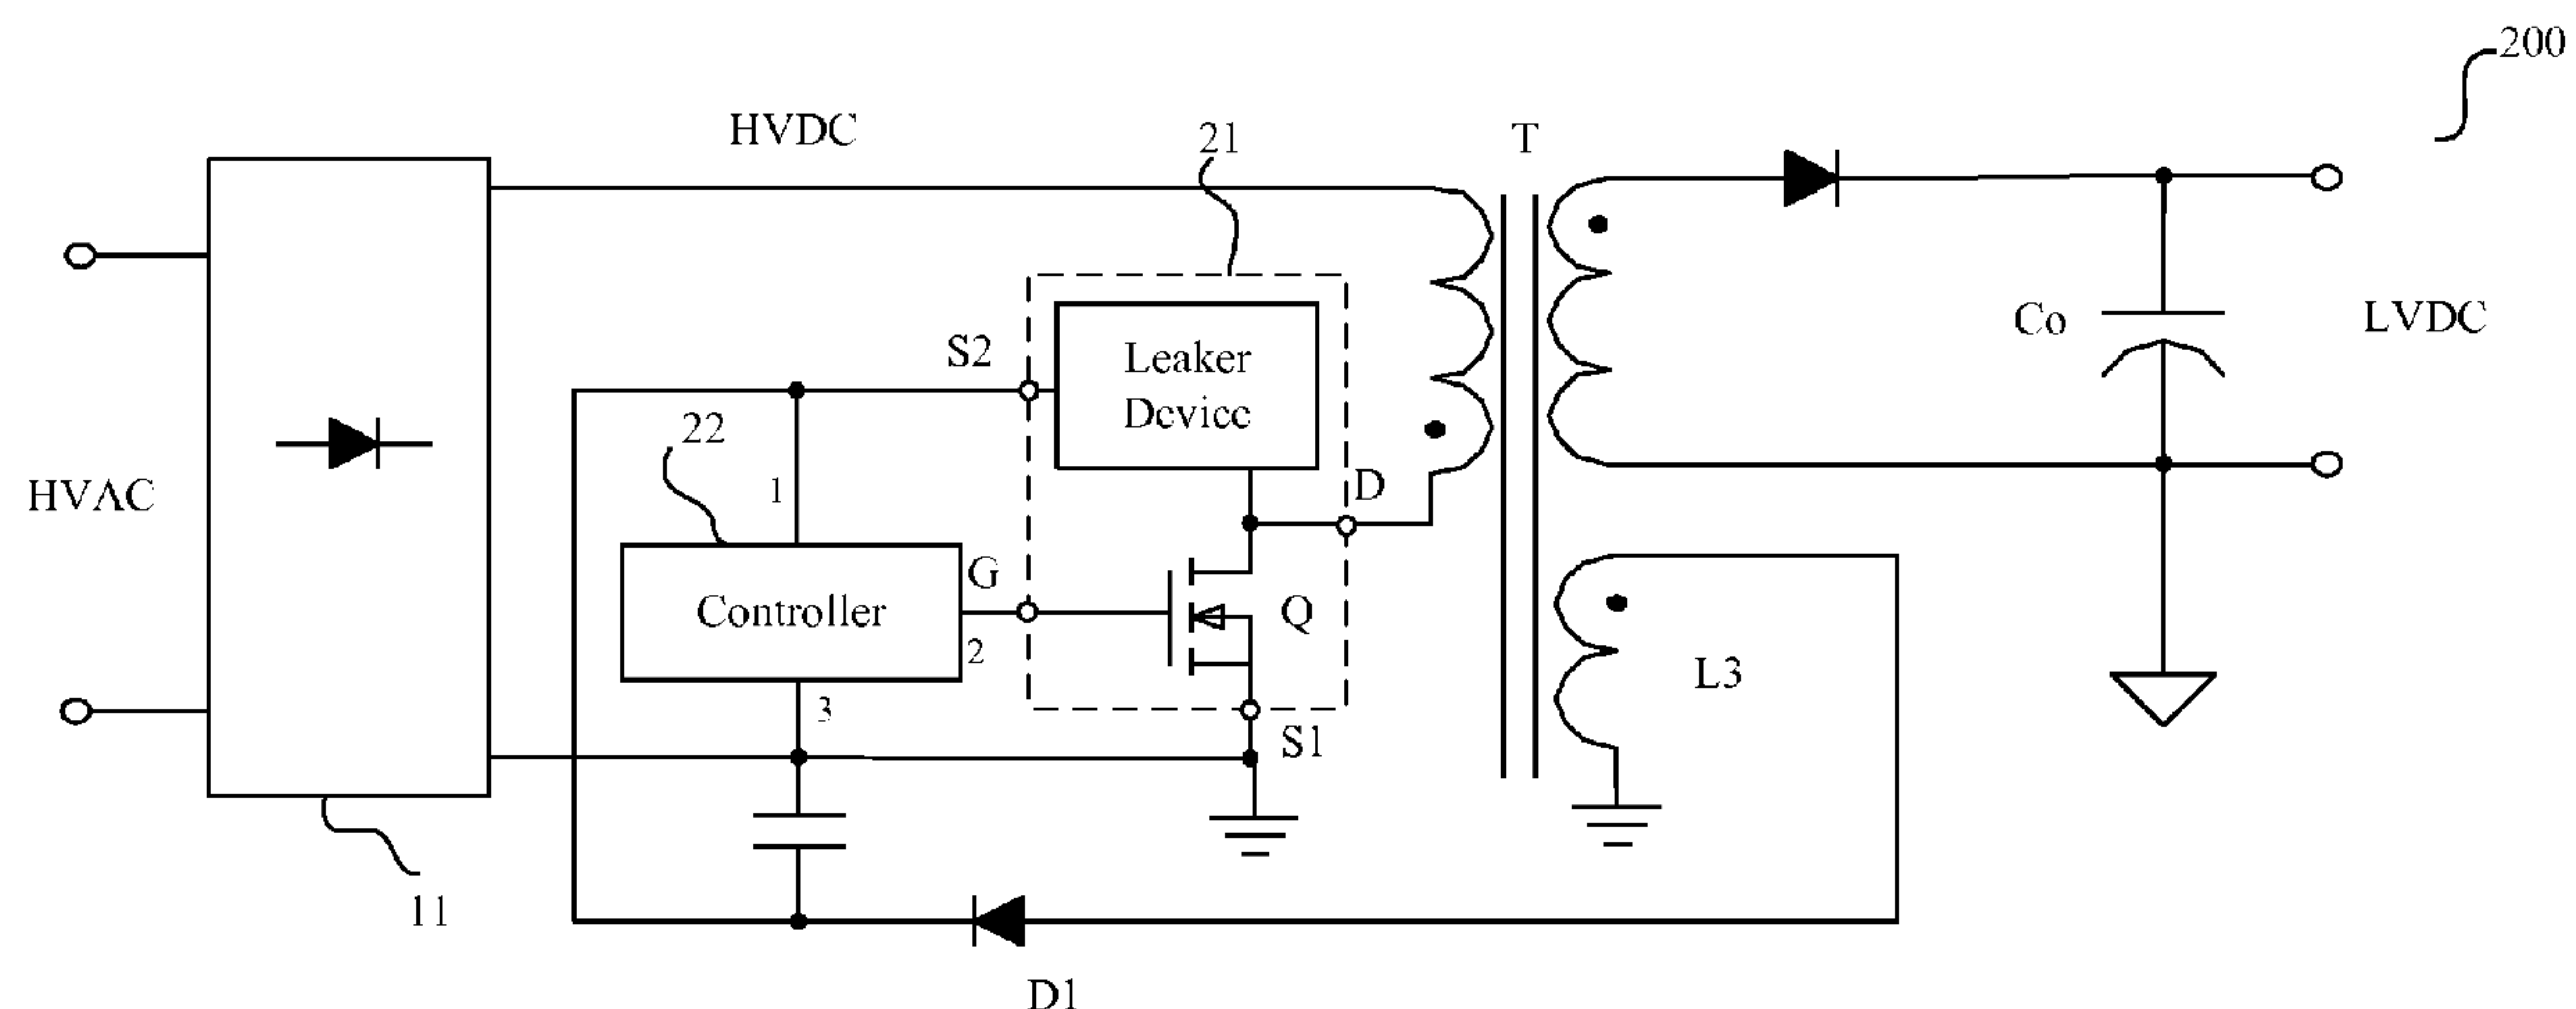 200
HVDC
21
T
S2
Leaker
Device
22
Co
LVDC
1
D
HVAC
G
Controller
Q
2
L3
3
S1
11
D1